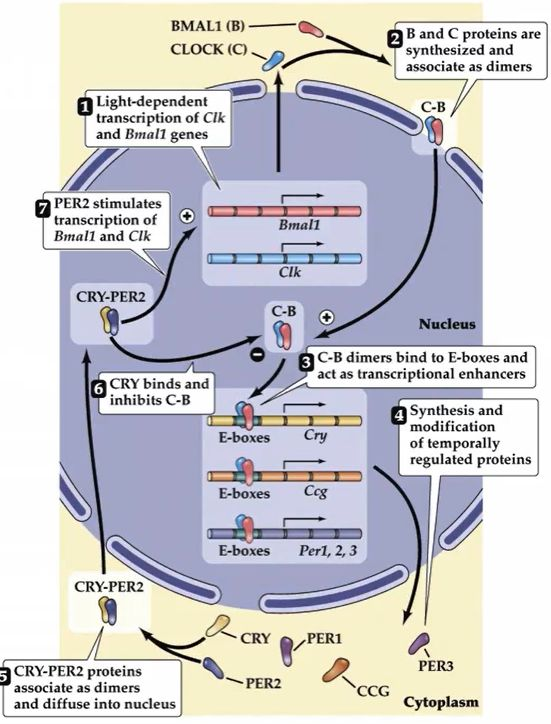 BMAL1 (B)
CLOCK (C)
2 B and C proteins are
synthesized and
associate as dimers
C-B
1 Light-dependent
transcription of Clk
and Bmal1 genes
7 PER2 stimulates
transcription of
Bmal1 and Clk
+
Bmal1
Clk
CRY-PER2
C-B
+
Nucleus
−
3 C-B dimers bind to E-boxes and
act as transcriptional enhancers
6 CRY binds and
inhibits C-B
4 Synthesis and
modification
of temporally
regulated proteins
E-boxes Cry
E-boxes Ccg
E-boxes Per1, 2, 3
CRY-PER2
CRY
PER1
PER2
CCG
PER3
5 CRY-PER2 proteins
associate as dimers
and diffuse into nucleus
Cytoplasm